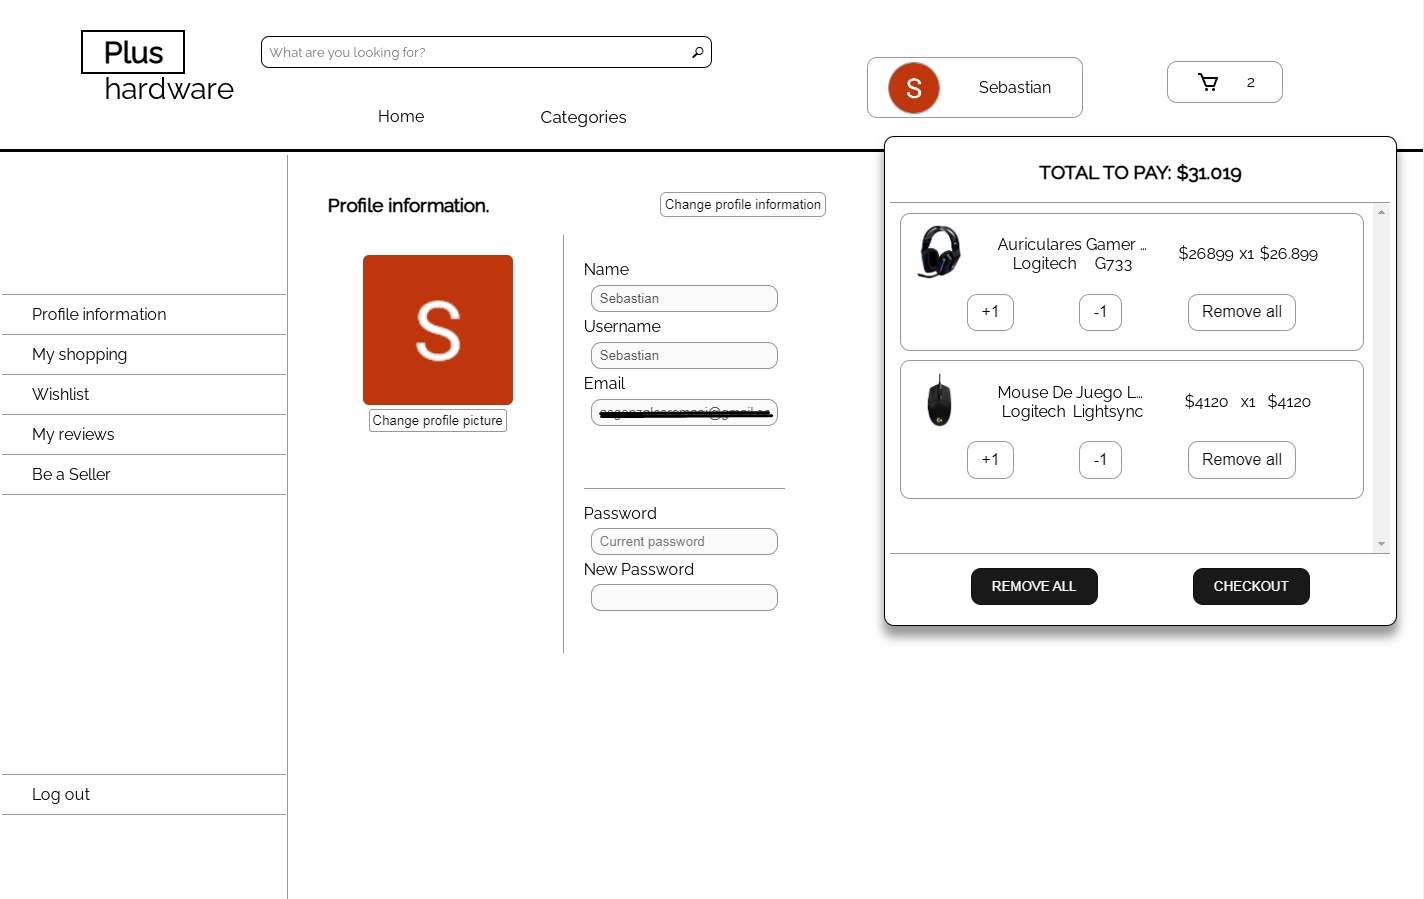 Plus
hardware
What are you looking for?
Home
Categories
S
Sebastian
2
TOTAL TO PAY: $31.019
Auriculares Gamer ...
Logitech G733
$26899 x1 $26.899
+1
-1
Remove all
Mouse De Juego L...
Logitech Lightsync
$4120 x1 $4120
+1
-1
Remove all
REMOVE ALL
CHECKOUT
Profile information
My shopping
Wishlist
My reviews
Be a Seller
Log out
Profile information.
Change profile information
S
Change profile picture
Name
Sebastian
Username
Sebastian
Email
Password
Current password
New Password